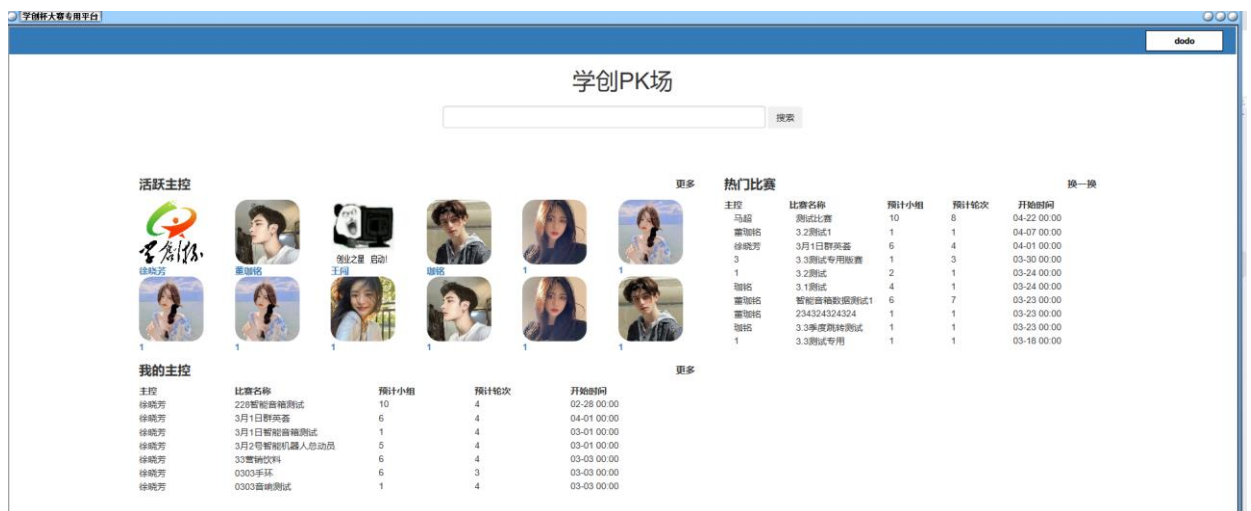 学创杯大赛专用平台
dodo
学创PK场
搜索
活跃主控 更多
学创杯
创业之星 启动!
徐晓芳 董珈铭 王闯 珈铭 1 1
1 1 1 1 1 1
热门比赛 换一换
主控 比赛名称 预计小组 预计轮次 开始时间
马超 测试比赛 10 8 04-22 00:00
董珈铭 3.2测试1 1 1 04-07 00:00
徐晓芳 3月1日群英荟 6 4 04-01 00:00
3 3.3测试专用版赛 1 3 03-30 00:00
1 3.2测试 2 1 03-24 00:00
珈铭 3.1测试 4 1 03-24 00:00
董珈铭 智能音箱数据测试1 6 7 03-23 00:00
董珈铭 234324324324 1 1 03-23 00:00
珈铭 3.3季度跳转测试 1 1 03-23 00:00
1 3.3测试专用 1 1 03-18 00:00
我的主控 更多
主控 比赛名称 预计小组 预计轮次 开始时间
徐晓芳 228智能音箱测试 10 4 02-28 00:00
徐晓芳 3月1日群英荟 6 4 04-01 00:00
徐晓芳 3月1日智能音箱测试 1 4 03-01 00:00
徐晓芳 3月2号智能机器人总动员 5 4 03-01 00:00
徐晓芳 33营销饮料 6 4 03-03 00:00
徐晓芳 0303手环 6 3 03-03 00:00
徐晓芳 0303音响测试 1 4 03-03 00:00